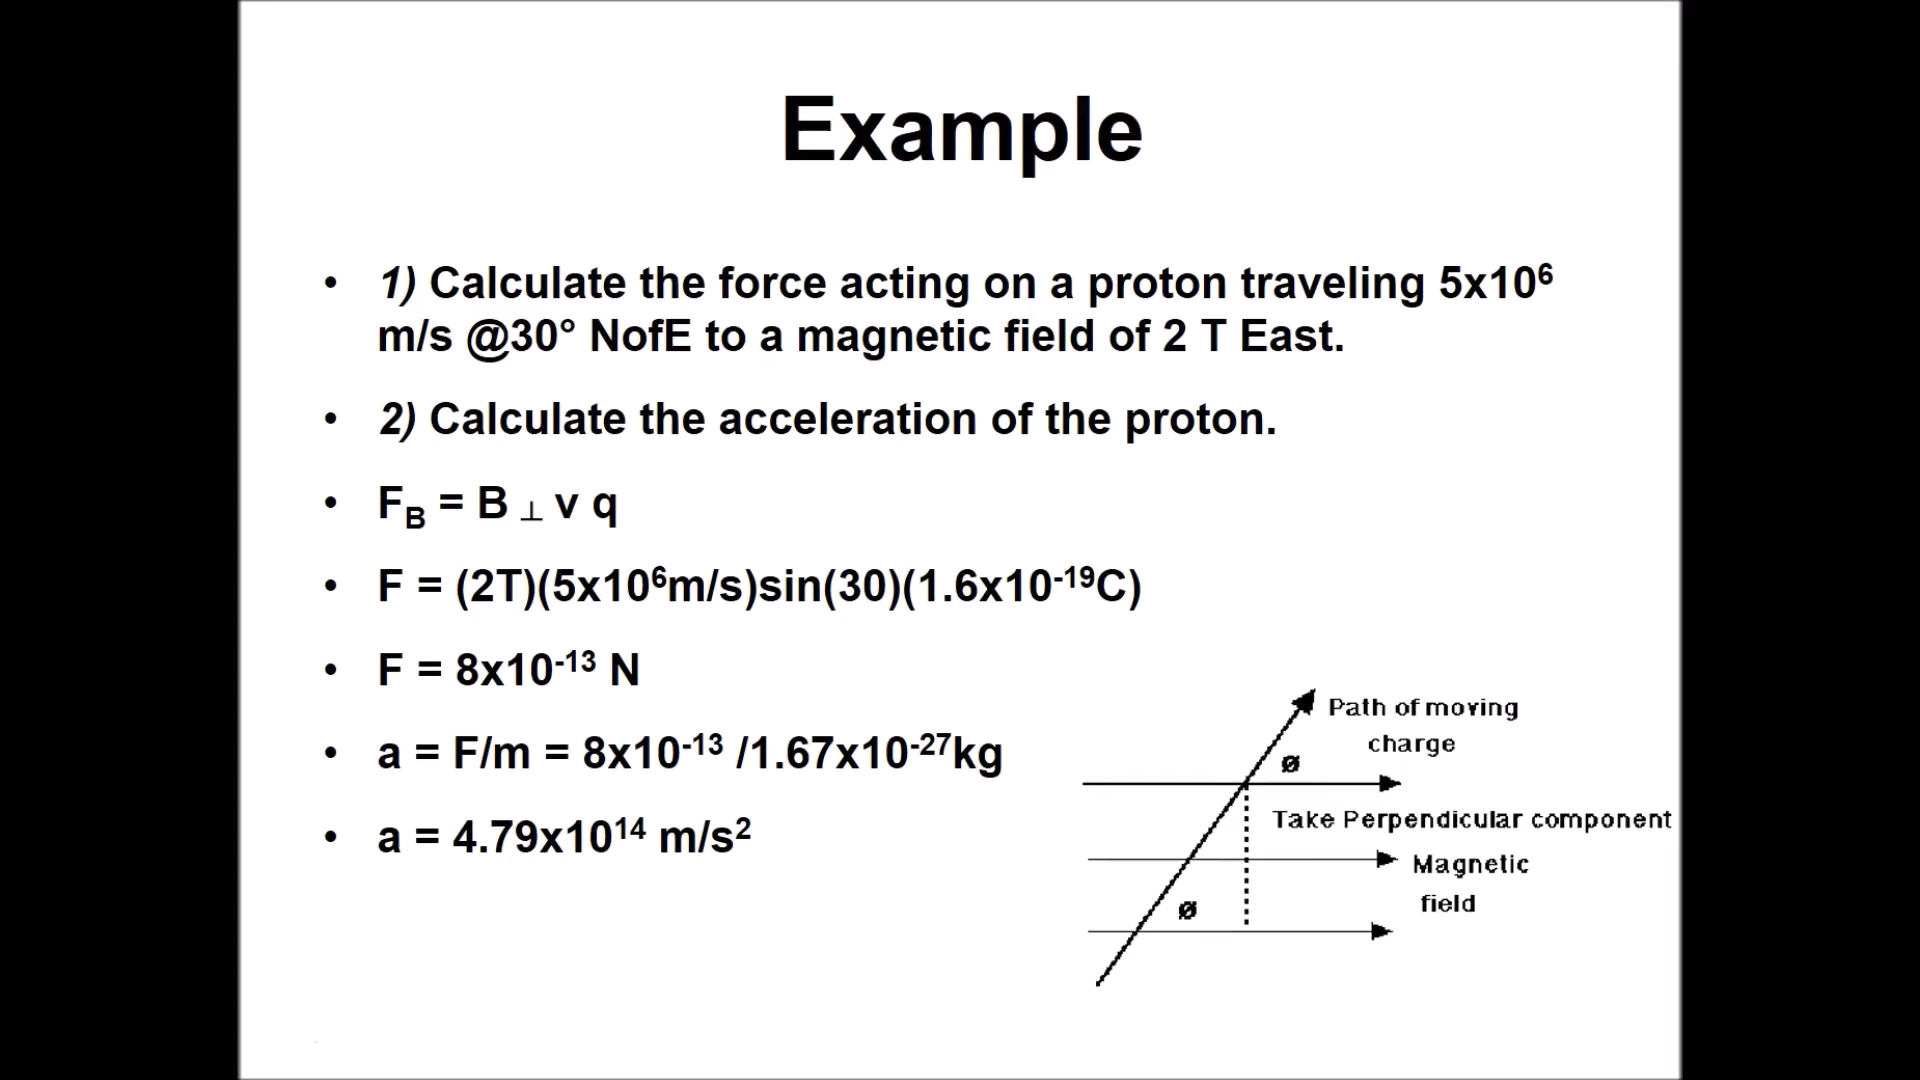 Example
• 1) Calculate the force acting on a proton traveling 5x10⁶
m/s @30° NofE to a magnetic field of 2 T East.
• 2) Calculate the acceleration of the proton.
• F_B = B ⊥ v q
• F = (2T)(5x10⁶m/s)sin(30)(1.6x10⁻¹⁹C)
• F = 8x10⁻¹³ N
• a = F/m = 8x10⁻¹³ /1.67x10⁻²⁷kg
• a = 4.79x10¹⁴ m/s²
Path of moving
charge
ø
Take Perpendicular component
Magnetic
field
ø